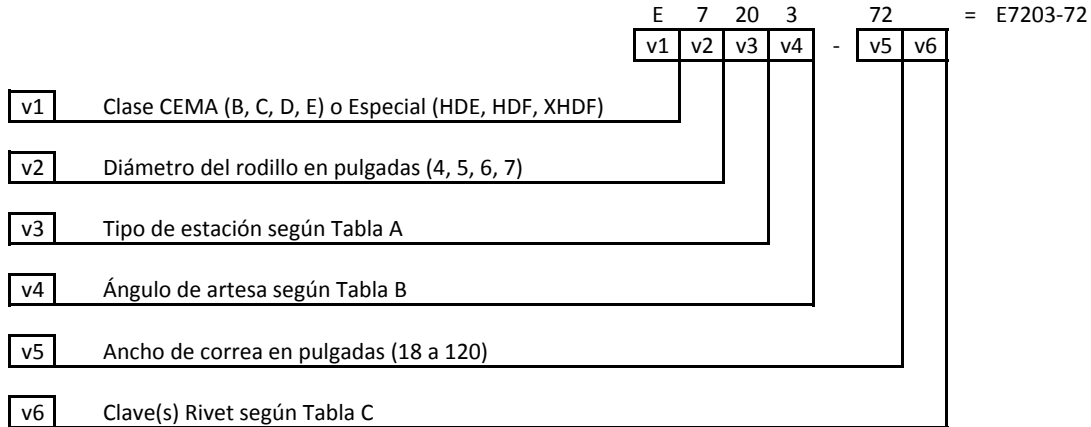 E 7 20 3 72 = E7203-72
v1 v2 v3 v4 - v5 v6
v1 Clase CEMA (B, C, D, E) o Especial (HDE, HDF, XHDF)
v2 Diámetro del rodillo en pulgadas (4, 5, 6, 7)
v3 Tipo de estación según Tabla A
v4 Ángulo de artesa según Tabla B
v5 Ancho de correa en pulgadas (18 a 120)
v6 Clave(s) Rivet según Tabla C